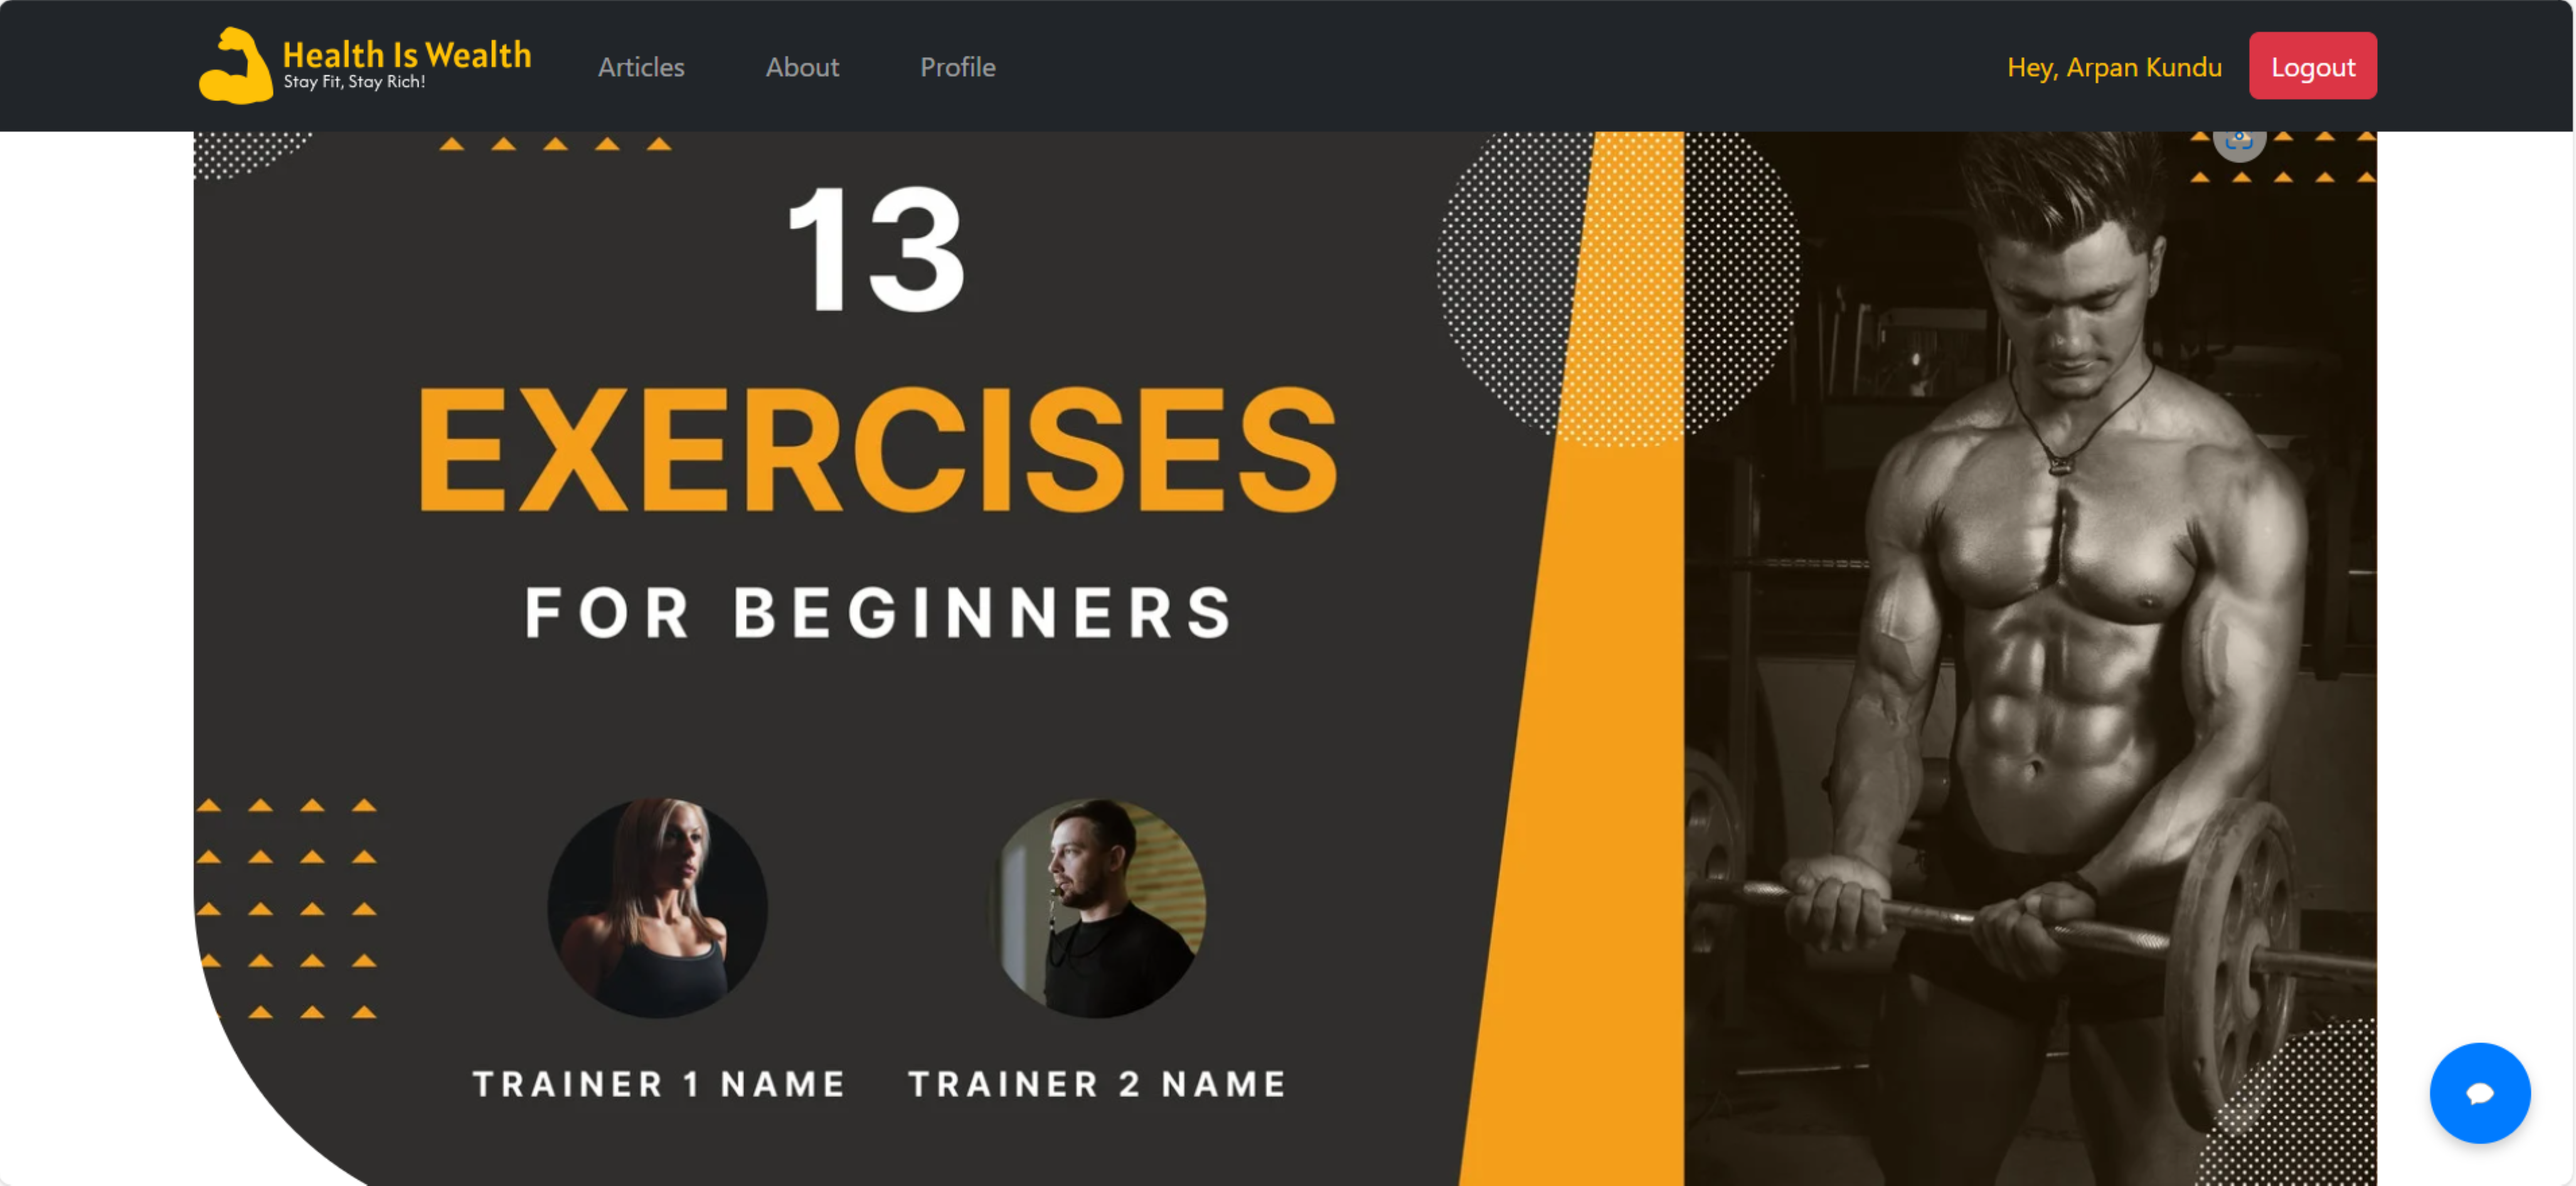 Health Is Wealth
Stay Fit, Stay Rich!
Articles
About
Profile
Hey, Arpan Kundu
Logout
13
EXERCISES
FOR BEGINNERS
TRAINER 1 NAME
TRAINER 2 NAME